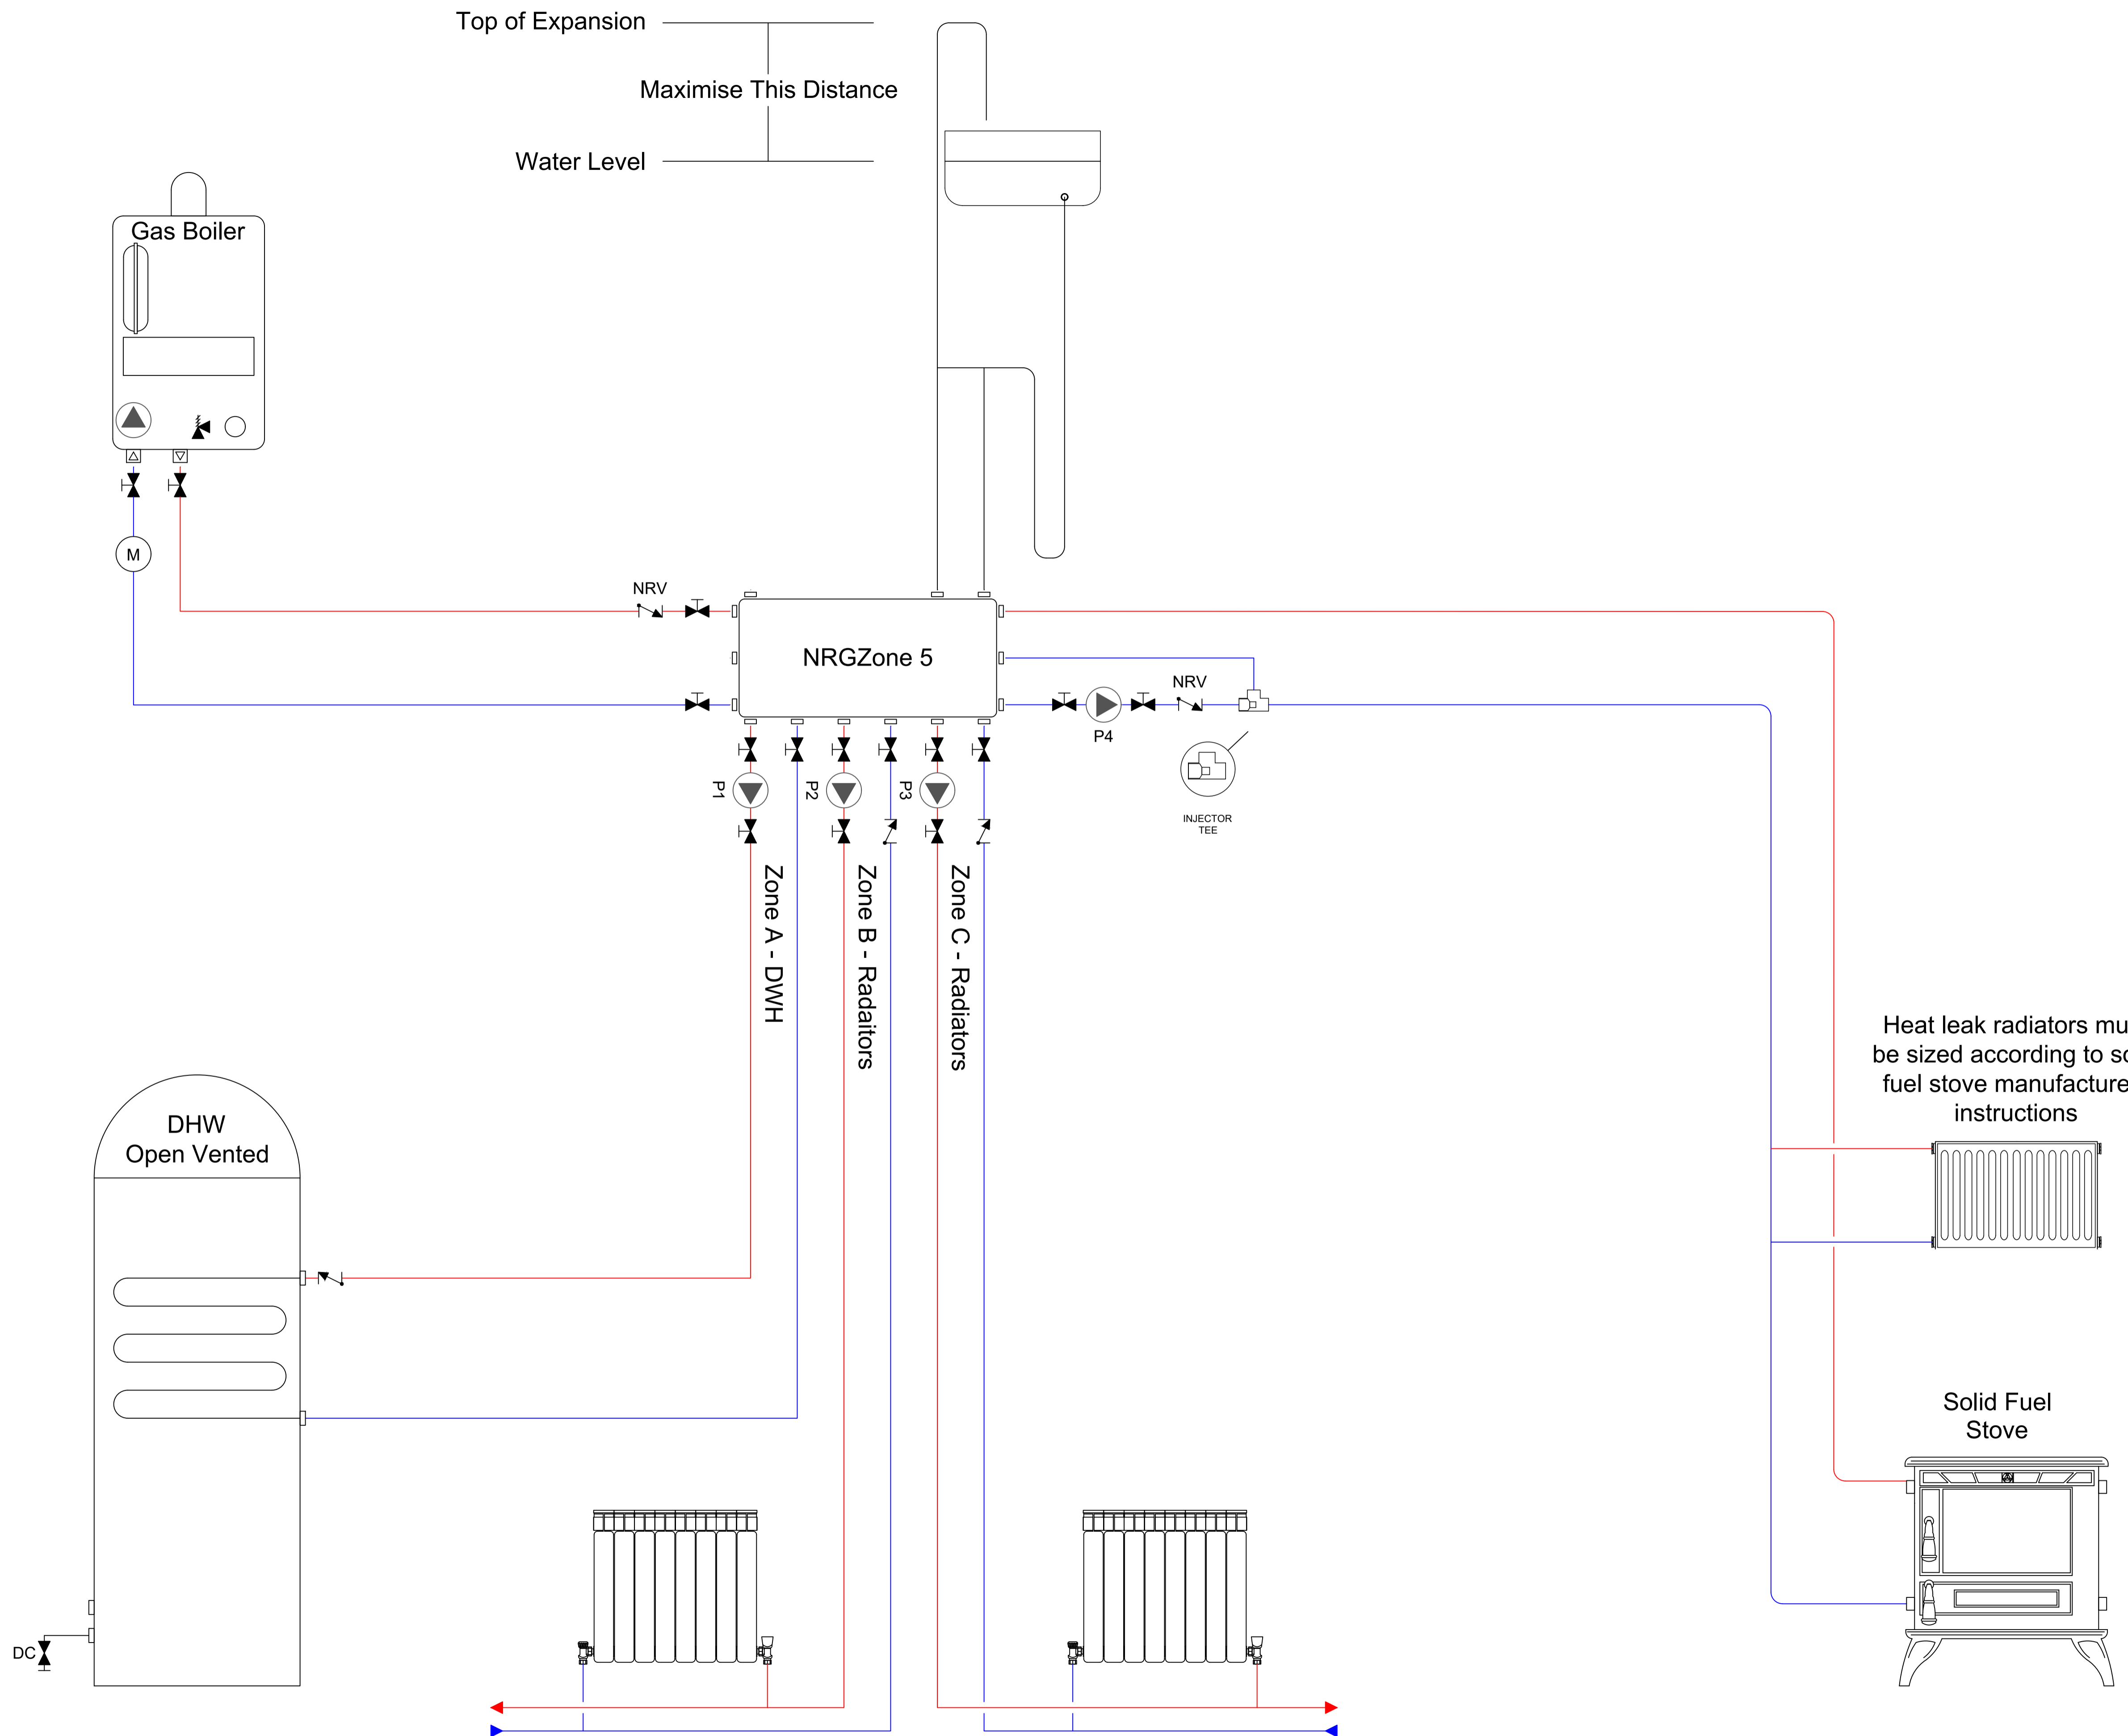 Top of Expansion
Maximise This Distance
Water Level
Gas Boiler
M
NRV
NRGZone 5
NRV
P4
P1
P2
P3
INJECTOR
TEE
Zone A - DWH
Zone B - Radaitors
Zone C - Radiators
Heat leak radiators mu
be sized according to so
fuel stove manufacture
instructions
DHW
Open Vented
Solid Fuel
Stove
DC